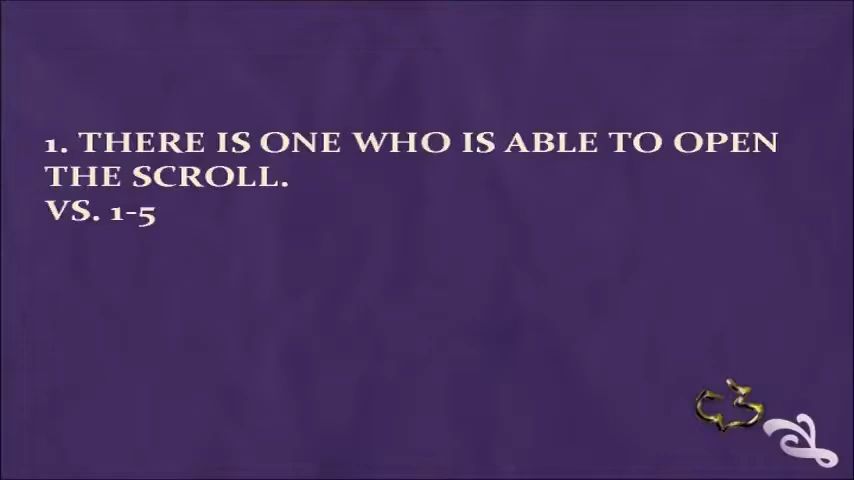 1. THERE IS ONE WHO IS ABLE TO OPEN
THE SCROLL.
VS. 1-5